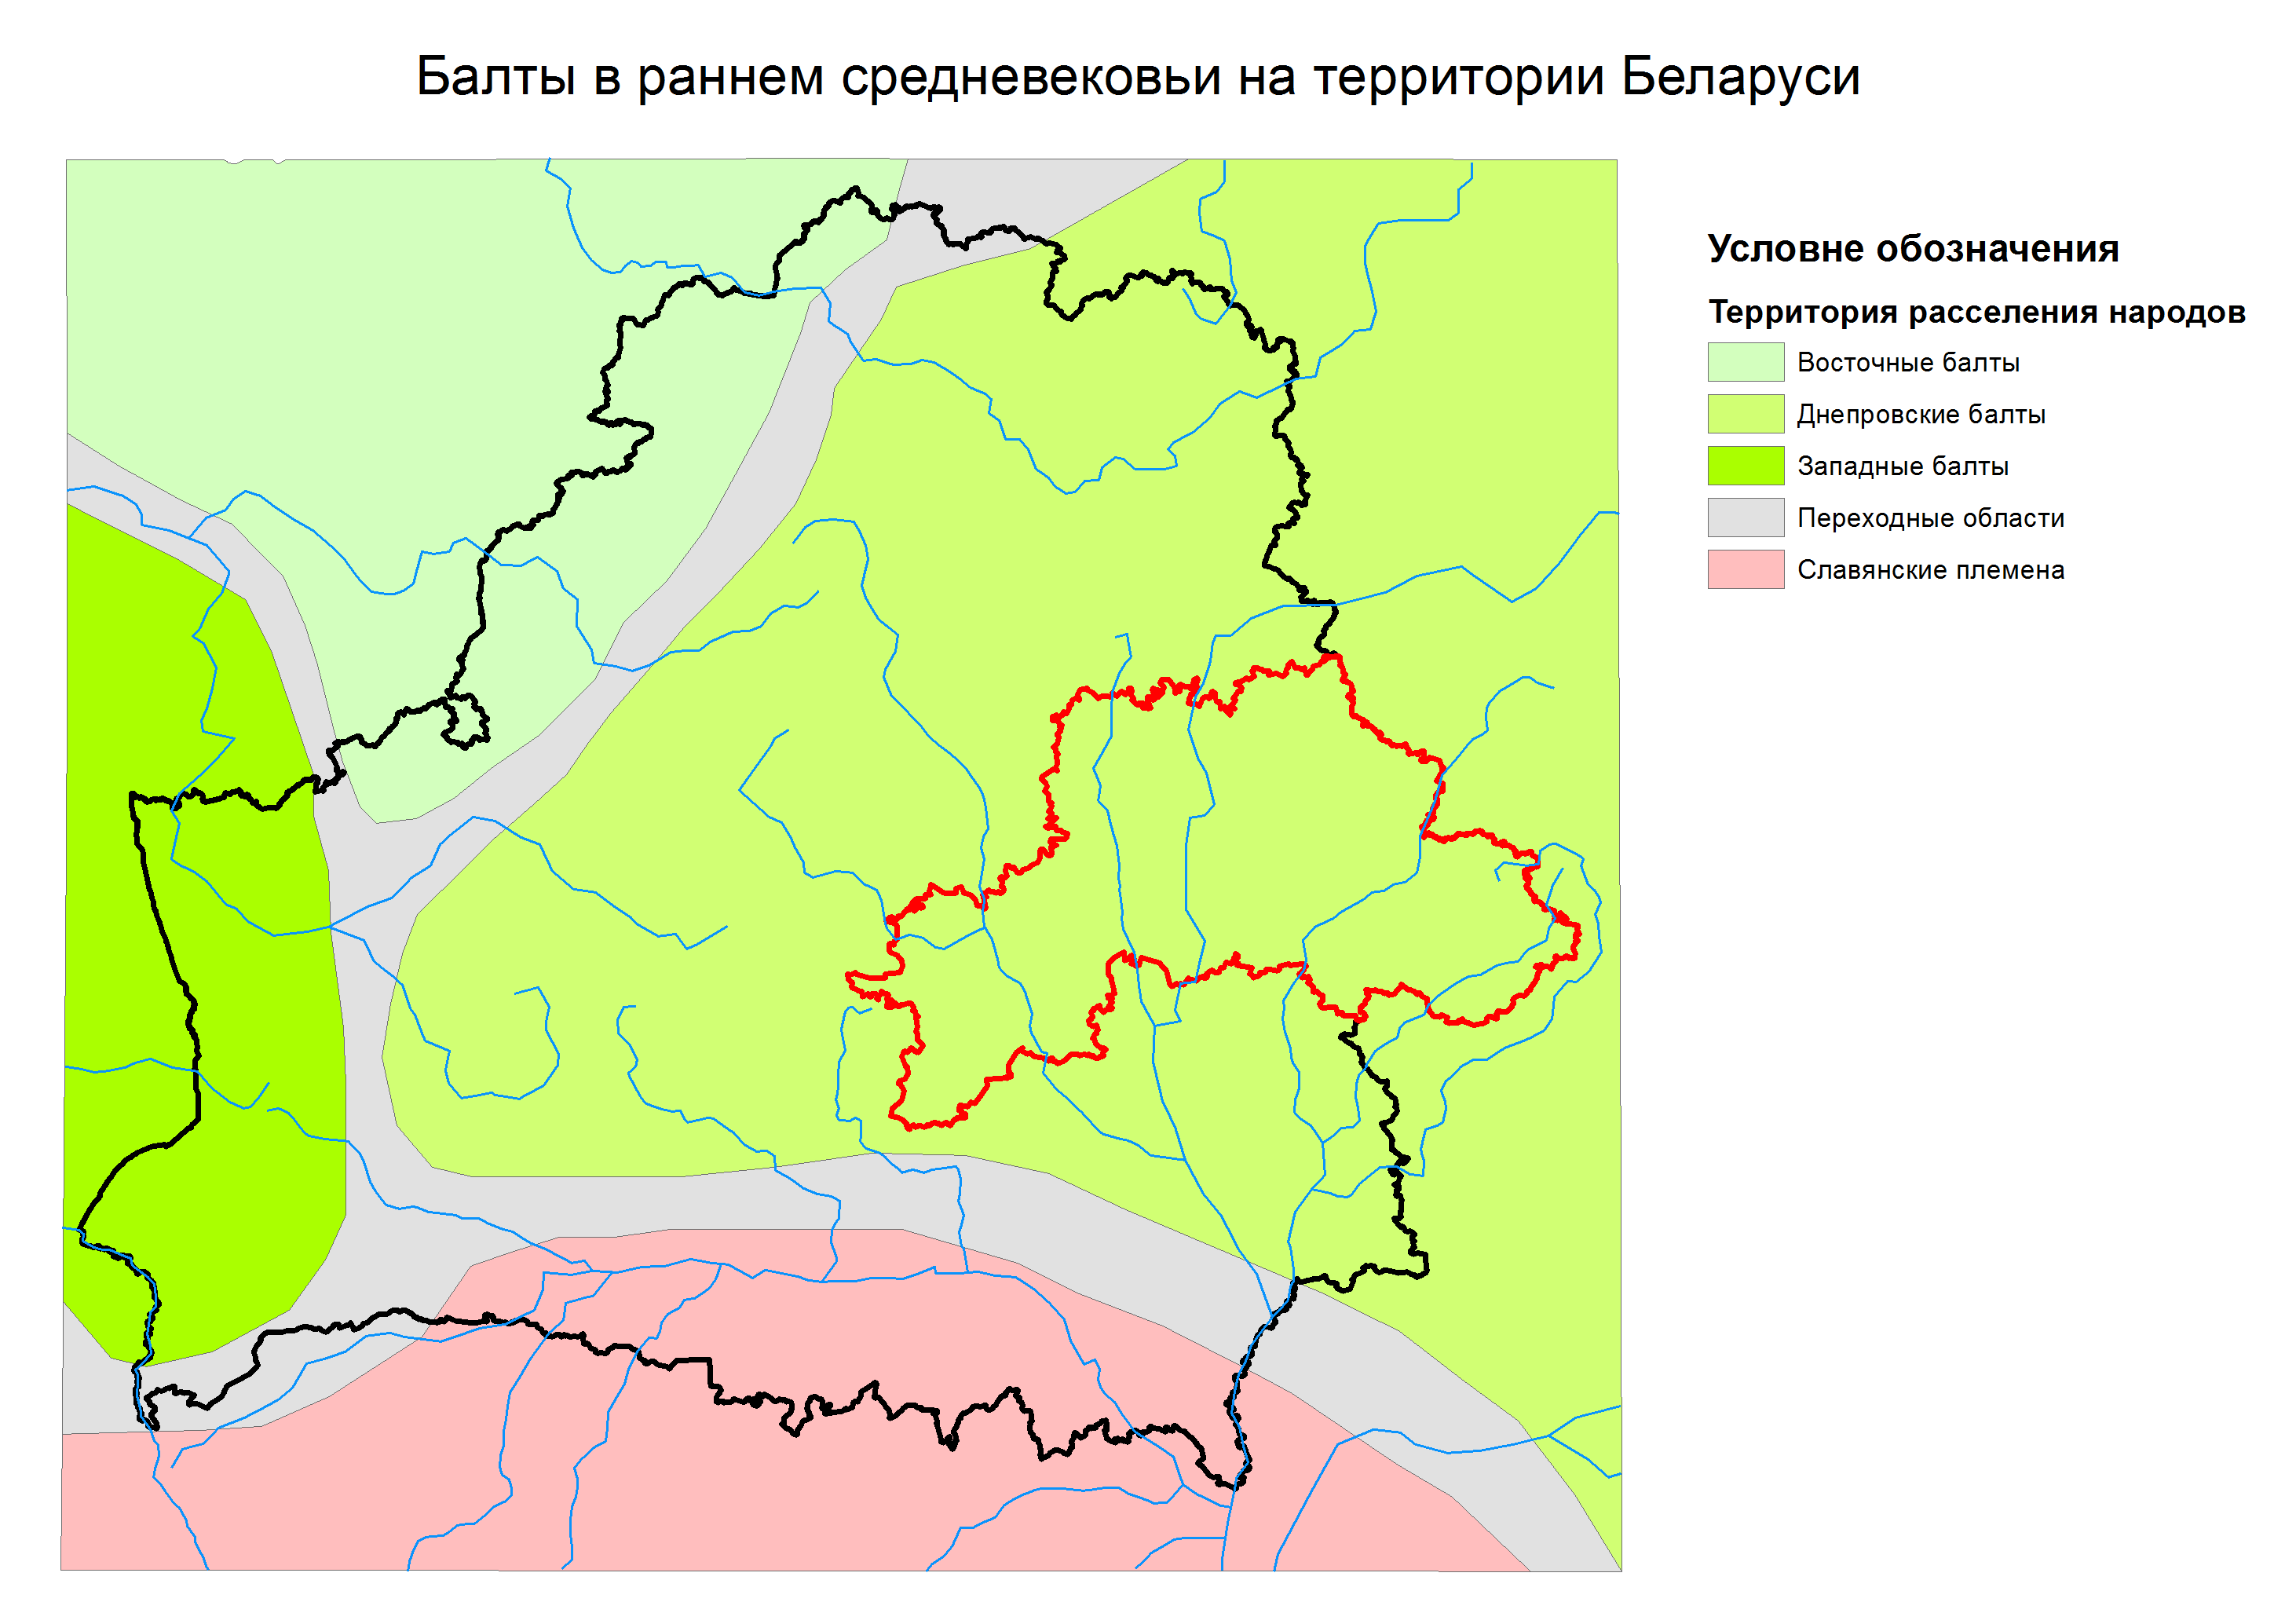 Балты в раннем средневековьи на территории Беларуси
Условне обозначения
Территория расселения народов
Восточные балты
Днепровские балты
Западные балты
Переходные области
Славянские племена